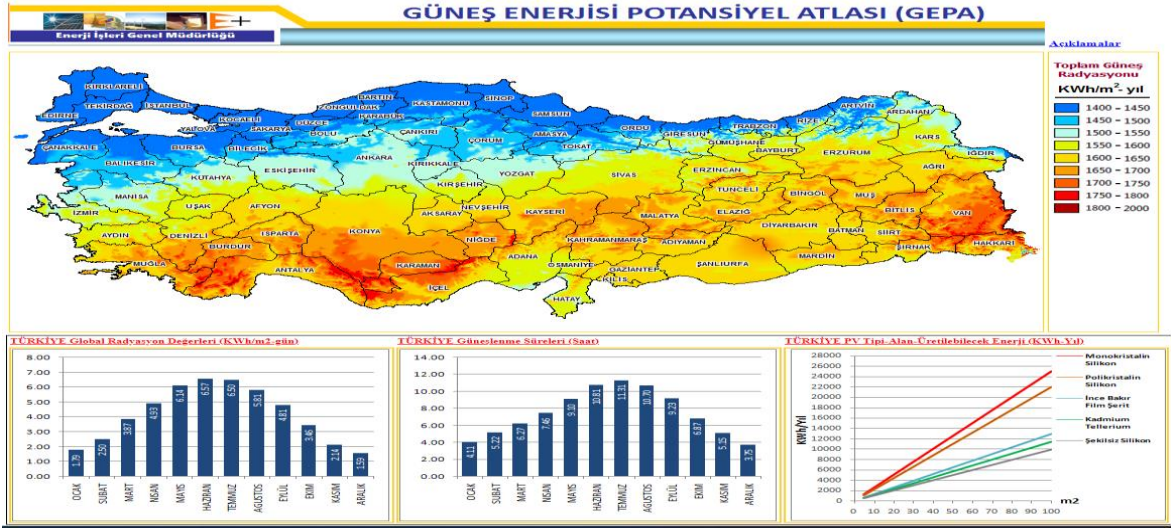 GÜNEŞ ENERJİSİ POTANSİYEL ATLASI (GEPA)
E+
Enerji İşleri Genel Müdürlüğü
Açıklamalar
Toplam Güneş
Radyasyonu
KWh/m²- yıl
1400 – 1450
1450 – 1500
1500 – 1550
1550 – 1600
1600 – 1650
1650 – 1700
1700 – 1750
1750 – 1800
1800 – 2000
KIRKLARELİ
TEKİRDAĞ
İSTANBUL
EDİRNE
KOCAELİ
YALOVA
SAKARYA
DÜZCE
BOLU
ZONGULDAK
BARTIN
KARABÜK
KASTAMONU
SİNOP
SAMSUN
ORDU
GİRESUN
TRABZON
RİZE
ARTVİN
ARDAHAN
KARS
IĞDIR
ÇANAKKALE
BALIKESİR
BURSA
BİLECİK
ESKİŞEHİR
KÜTAHYA
ANKARA
ÇANKIRI
KIRIKKALE
ÇORUM
AMASYA
TOKAT
YOZGAT
SİVAS
GÜMÜŞHANE
BAYBURT
ERZURUM
ERZİNCAN
AĞRI
MANİSA
İZMİR
UŞAK
AFYON
KIRŞEHİR
NEVŞEHİR
AKSARAY
KAYSERİ
MALATYA
ELAZIĞ
TUNCELİ
BİNGÖL
MUŞ
BİTLİS
VAN
AYDIN
DENİZLİ
ISPARTA
BURDUR
KONYA
NİĞDE
KAHRAMANMARAŞ
ADIYAMAN
DİYARBAKIR
BATMAN
SİİRT
ŞIRNAK
HAKKARİ
MUĞLA
ANTALYA
KARAMAN
İÇEL
ADANA
OSMANİYE
GAZİANTEP
KİLİS
ŞANLIURFA
MARDİN
HATAY
TÜRKİYE Global Radyasyon Değerleri (KWh/m2-gün)
8.00
7.00
6.00
5.00
4.00
3.00
2.00
1.00
0.00
1.79
2.50
3.87
4.93
6.14
6.57
6.50
5.81
4.81
3.46
2.14
1.59
OCAK
SUBAT
MART
NISAN
MAYIS
HAZİRAN
TEMMUZ
AGUSTOS
EYLÜL
EKIM
KASIM
ARALIK
TÜRKİYE Güneşlenme Süreleri (Saat)
14.00
12.00
10.00
8.00
6.00
4.00
2.00
0.00
4.11
5.22
6.27
7.46
9.10
10.81
11.31
10.70
9.23
6.87
5.15
3.75
OCAK
SUBAT
MART
NISAN
MAYIS
HAZIRAN
TEMMUZ
AGUSTOS
EYLÜL
EKIM
KASIM
ARALIK
TÜRKİYE PV Tipi-Alan-Üretilebilecek Enerji (KWh-Yıl)
KWh/Yıl
28000
26000
24000
22000
20000
18000
16000
14000
12000
10000
8000
6000
4000
2000
0
0 10 20 30 40 50 60 70 80 90 100
m2
Monokristalin
Silikon
Polikristalin
Silikon
İnce Bakır
Film Şerit
Kadmium
Tellerium
Şekilsiz Silikon